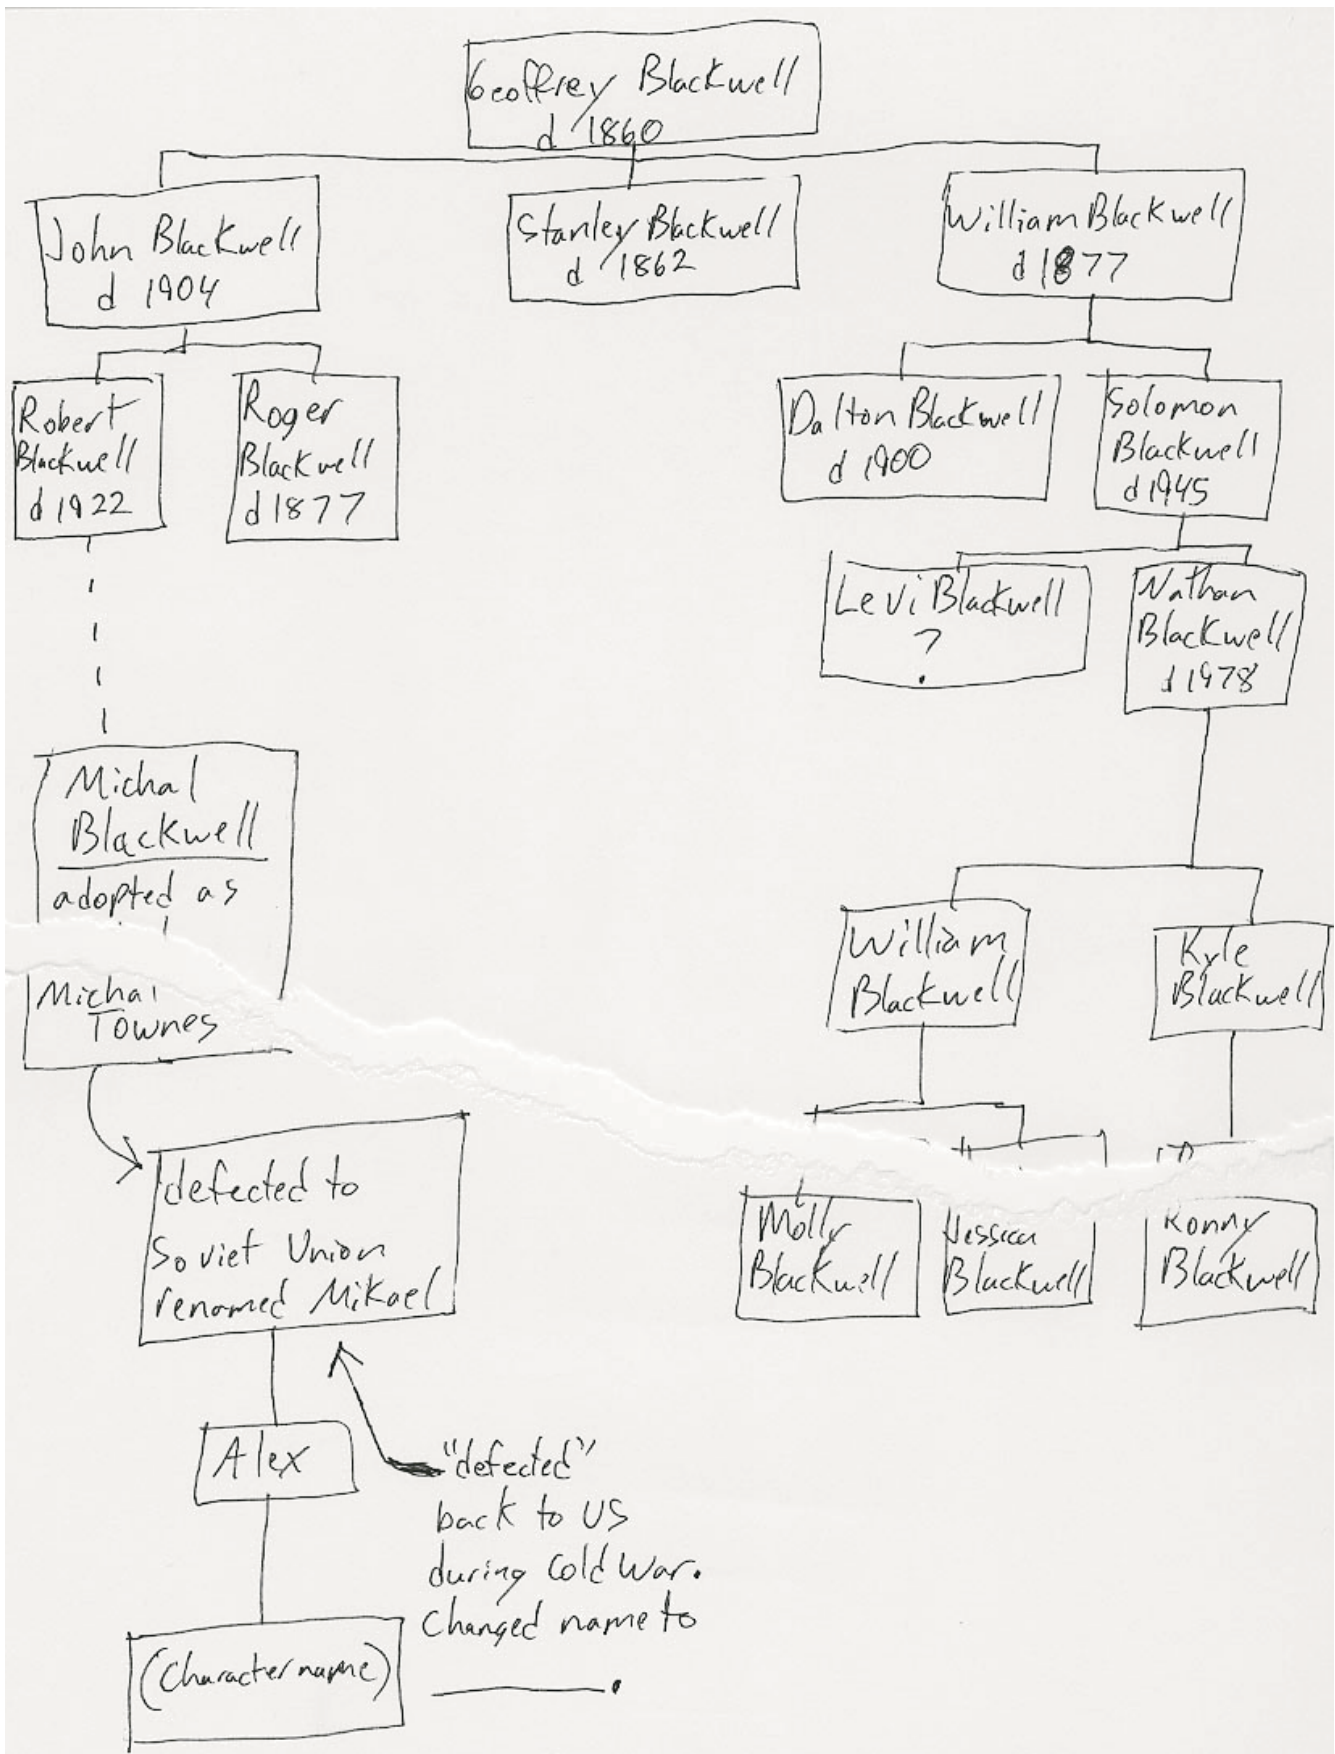 Geoffrey Blackwell
d 1860
John Blackwell
d 1904
Stanley Blackwell
d 1862
William Blackwell
d 1877
Robert
Blackwell
d 1922
Roger
Blackwell
d 1877
Dalton Blackwell
d 1900
Solomon
Blackwell
d 1945
Levi Blackwell
?
Nathan
Blackwell
d 1978
Michal
Blackwell
adopted as
Michal
Townes
William
Blackwell
Kyle
Blackwell
defected to
Soviet Union
renamed Mikael
Molly
Blackwell
Jessica
Blackwell
Ronny
Blackwell
Alex
"defected"
back to US
during Cold War.
Changed name to
(Character name)